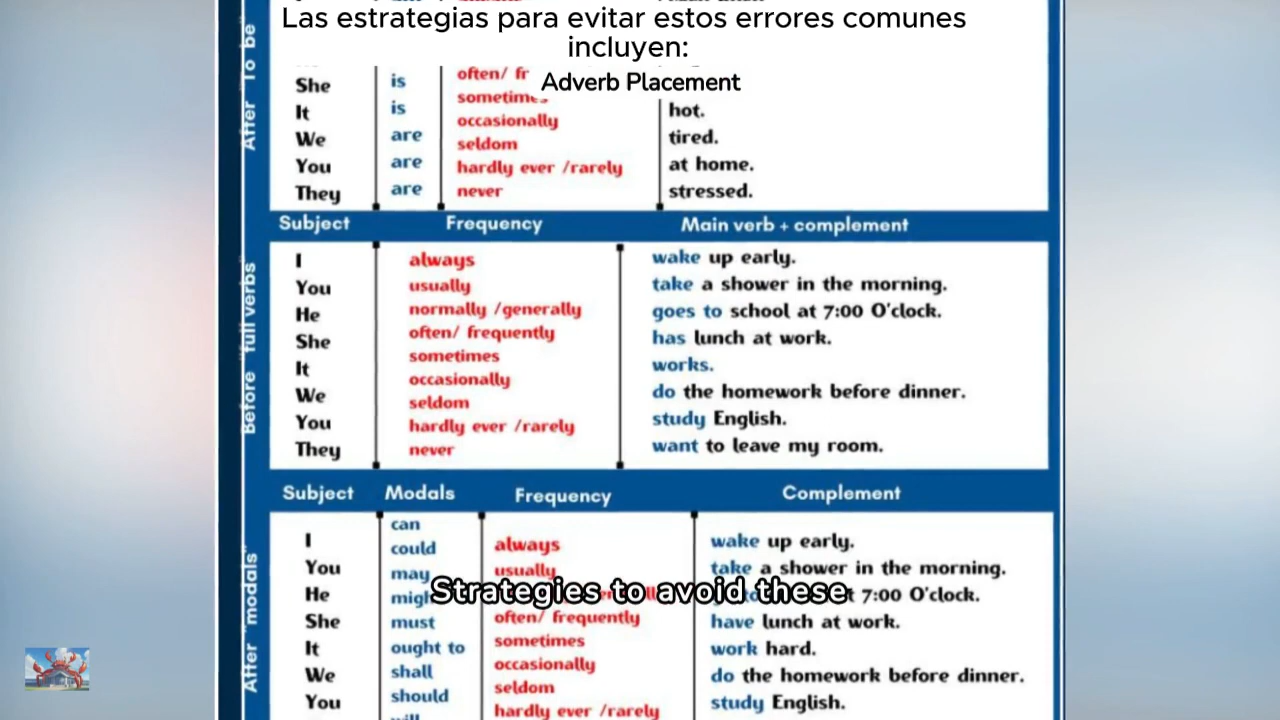 Las estrategias para evitar estos errores comunes
incluyen:
Adverb Placement
After "To be"
She is often/ fr
It is sometimes hot.
We are occasionally tired.
You are seldom at home.
They are hardly ever /rarely stressed.
never
Subject Frequency Main verb + complement
Before "full verbs"
I always wake up early.
You usually take a shower in the morning.
He normally /generally goes to school at 7:00 O'clock.
She often/ frequently has lunch at work.
It sometimes works.
We occasionally do the homework before dinner.
You seldom study English.
They hardly ever /rarely want to leave my room.
never
Subject Modals Frequency Complement
After "modals"
can
I could always wake up early.
You may usually take a shower in the morning.
He 7:00 O'clock.
Strategies to avoid these
She must often/ frequently have lunch at work.
It ought to sometimes work hard.
We shall occasionally do the homework before dinner.
You should seldom study English.
hardly ever /rarely